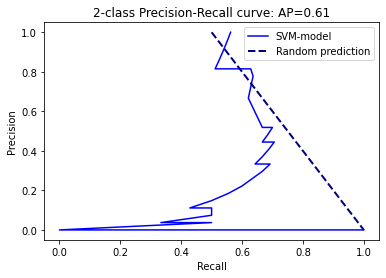 2-class Precision-Recall curve: AP=0.61
SVM-model
Random prediction
Precision
1.0
0.8
0.6
0.4
0.2
0.0
0.0 0.2 0.4 0.6 0.8 1.0
Recall